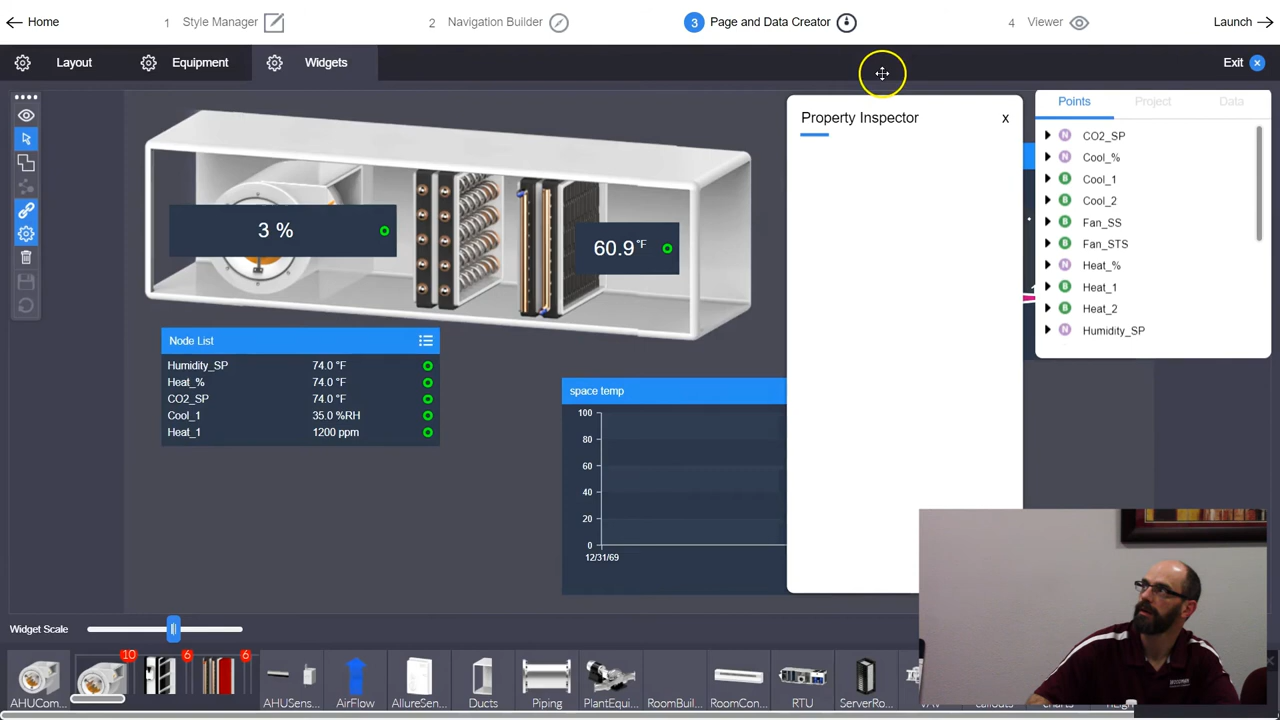 Home
1 Style Manager
2 Navigation Builder
3 Page and Data Creator
4 Viewer
Launch
Layout
Equipment
Widgets
Exit
Property Inspector
x
Points
Project
Data
CO2_SP
N
Cool_%
N
Cool_1
B
Cool_2
B
Fan_SS
B
Fan_STS
B
Heat_%
N
Heat_1
B
Heat_2
B
Humidity_SP
N
3 %
60.9 °F
Node List
Humidity_SP 74.0 °F
Heat_% 74.0 °F
CO2_SP 74.0 °F
Cool_1 35.0 %RH
Heat_1 1200 ppm
space temp
100
80
60
40
20
0
12/31/69
Widget Scale
10
6
6
AHUCom...
AHUSens...
AirFlow
AllureSen...
Ducts
Piping
PlantEqui...
RoomBuil...
RoomCon...
RTU
ServerRo...